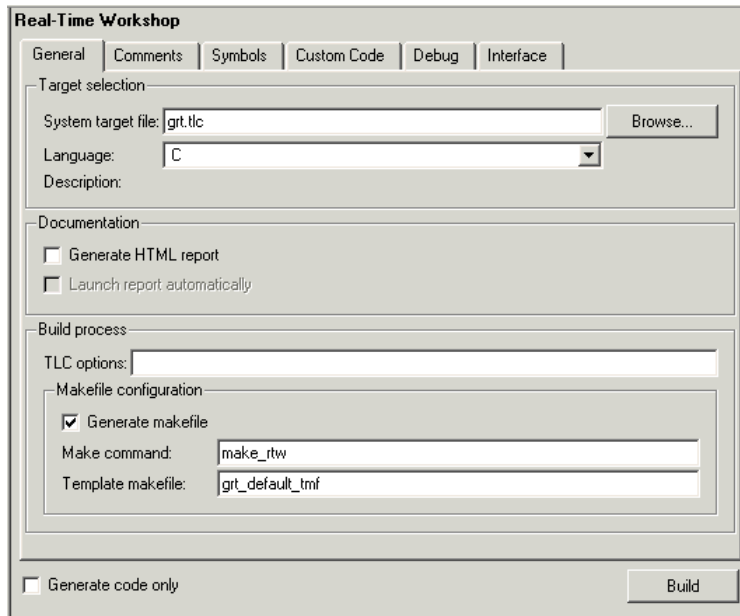 Real-Time Workshop
General Comments Symbols Custom Code Debug Interface
Target selection
System target file: grt.tlc Browse...
Language: C
Description:
Documentation
Generate HTML report
Launch report automatically
Build process
TLC options:
Makefile configuration
Generate makefile
Make command: make_rtw
Template makefile: grt_default_tmf
Generate code only Build